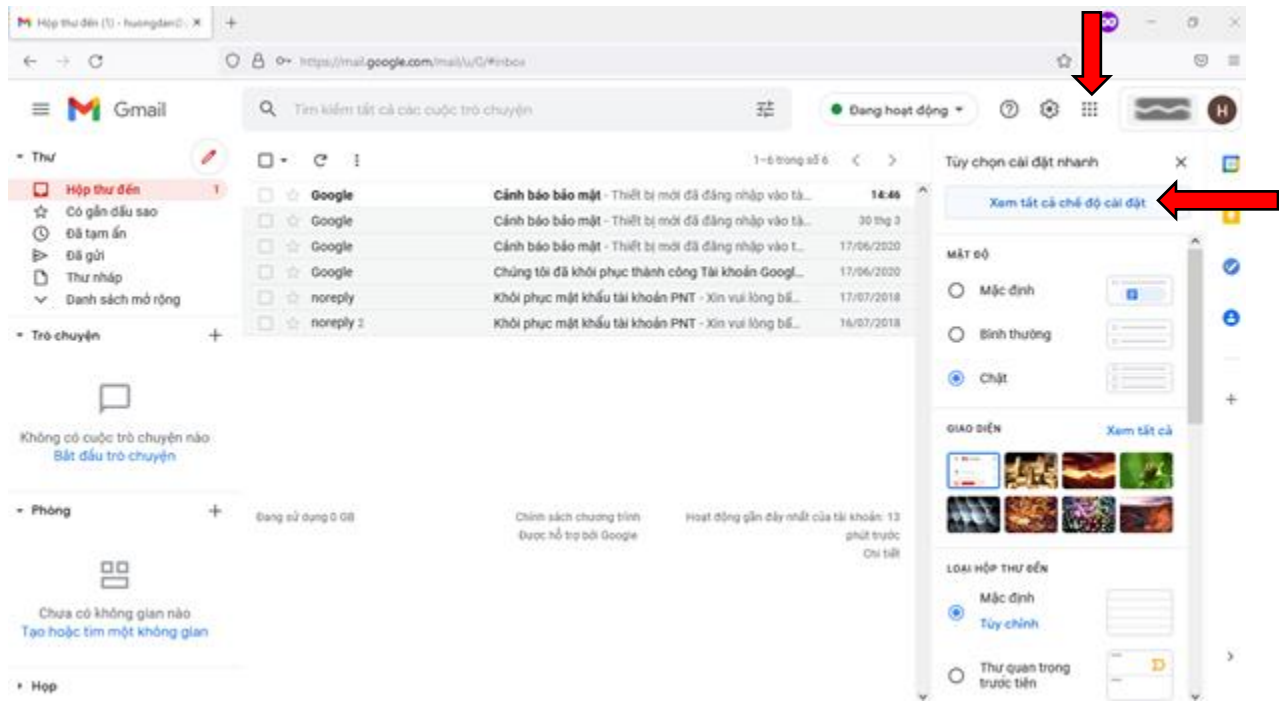 Hộp thư đến (1) - huongdan
https://mail.google.com/mail/u/0/#inbox
Gmail
Tìm kiếm tất cả các cuộc trò chuyện
Đang hoạt động
H
Thư
Hộp thư đến 1
Có gắn dấu sao
Đã tạm ẩn
Đã gửi
Thư nháp
Danh sách mở rộng
Trò chuyện
Không có cuộc trò chuyện nào
Bắt đầu trò chuyện
Phòng
Chưa có không gian nào
Tạo hoặc tìm một không gian
Họp
1–6 trong số 6
Google Cảnh báo bảo mật - Thiết bị mới đã đăng nhập vào tà... 14:46
Google Cảnh báo bảo mật - Thiết bị mới đã đăng nhập vào tà... 30 thg 3
Google Cảnh báo bảo mật - Thiết bị mới đã đăng nhập vào t... 17/06/2020
Google Chúng tôi đã khôi phục thành công Tài khoản Googl... 17/06/2020
noreply Khôi phục mật khẩu tài khoản PNT - Xin vui lòng bấ... 17/07/2018
noreply 2 Khôi phục mật khẩu tài khoản PNT - Xin vui lòng bấ... 16/07/2018
Đang sử dụng 0 GB
Chính sách chương trình
Được hỗ trợ bởi Google
Hoạt động gần đây nhất của tài khoản: 13
phút trước
Chi tiết
Tùy chọn cài đặt nhanh
Xem tất cả chế độ cài đặt
MẬT ĐỘ
Mặc định
Bình thường
Chật
GIAO DIỆN Xem tất cả
LOẠI HỘP THƯ ĐẾN
Mặc định
Tùy chỉnh
Thư quan trọng
trước tiên